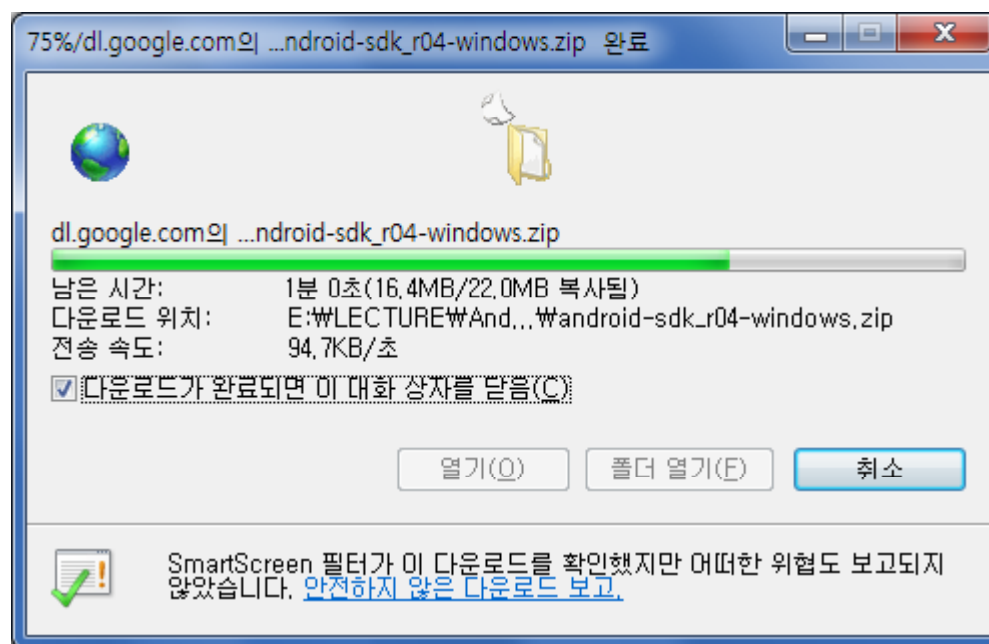 75%/dl.google.com의 ...ndroid-sdk_r04-windows.zip 완료
dl.google.com의 ...ndroid-sdk_r04-windows.zip
남은 시간: 1분 0초(16,4MB/22,0MB 복사됨)
다운로드 위치: E:₩LECTURE₩And,,,₩android-sdk_r04-windows,zip
전송 속도: 94,7KB/초
다운로드가 완료되면 이 대화 상자를 닫음(C)
열기(O) 폴더 열기(F) 취소
SmartScreen 필터가 이 다운로드를 확인했지만 어떠한 위협도 보고되지
않았습니다, 안전하지 않은 다운로드 보고,